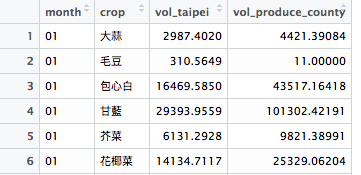 month crop vol_taipei vol_produce_county
1 01 大蒜 2987.4020 4421.39084
2 01 毛豆 310.5649 11.00000
3 01 包心白 16469.5850 43517.16418
4 01 甘藍 29393.9559 101302.42191
5 01 芥菜 6131.2928 9821.38991
6 01 花椰菜 14134.7117 25329.06204